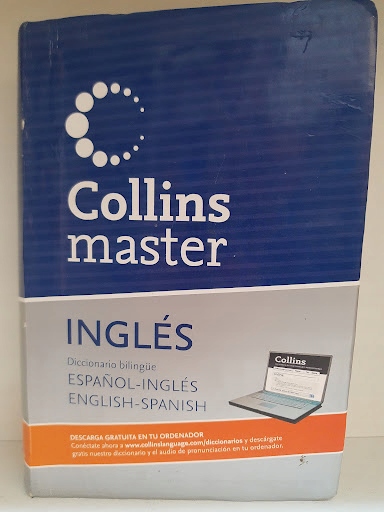 Collins
master
INGLÉS
Diccionario bilingüe
ESPAÑOL-INGLÉS
ENGLISH-SPANISH
Collins
DESCARGA GRATUITA EN TU ORDENADOR
Conéctate ahora a www.collinslanguage.com/diccionarios y descárgate
gratis nuestro diccionario y el audio de pronunciación en tu ordenador.